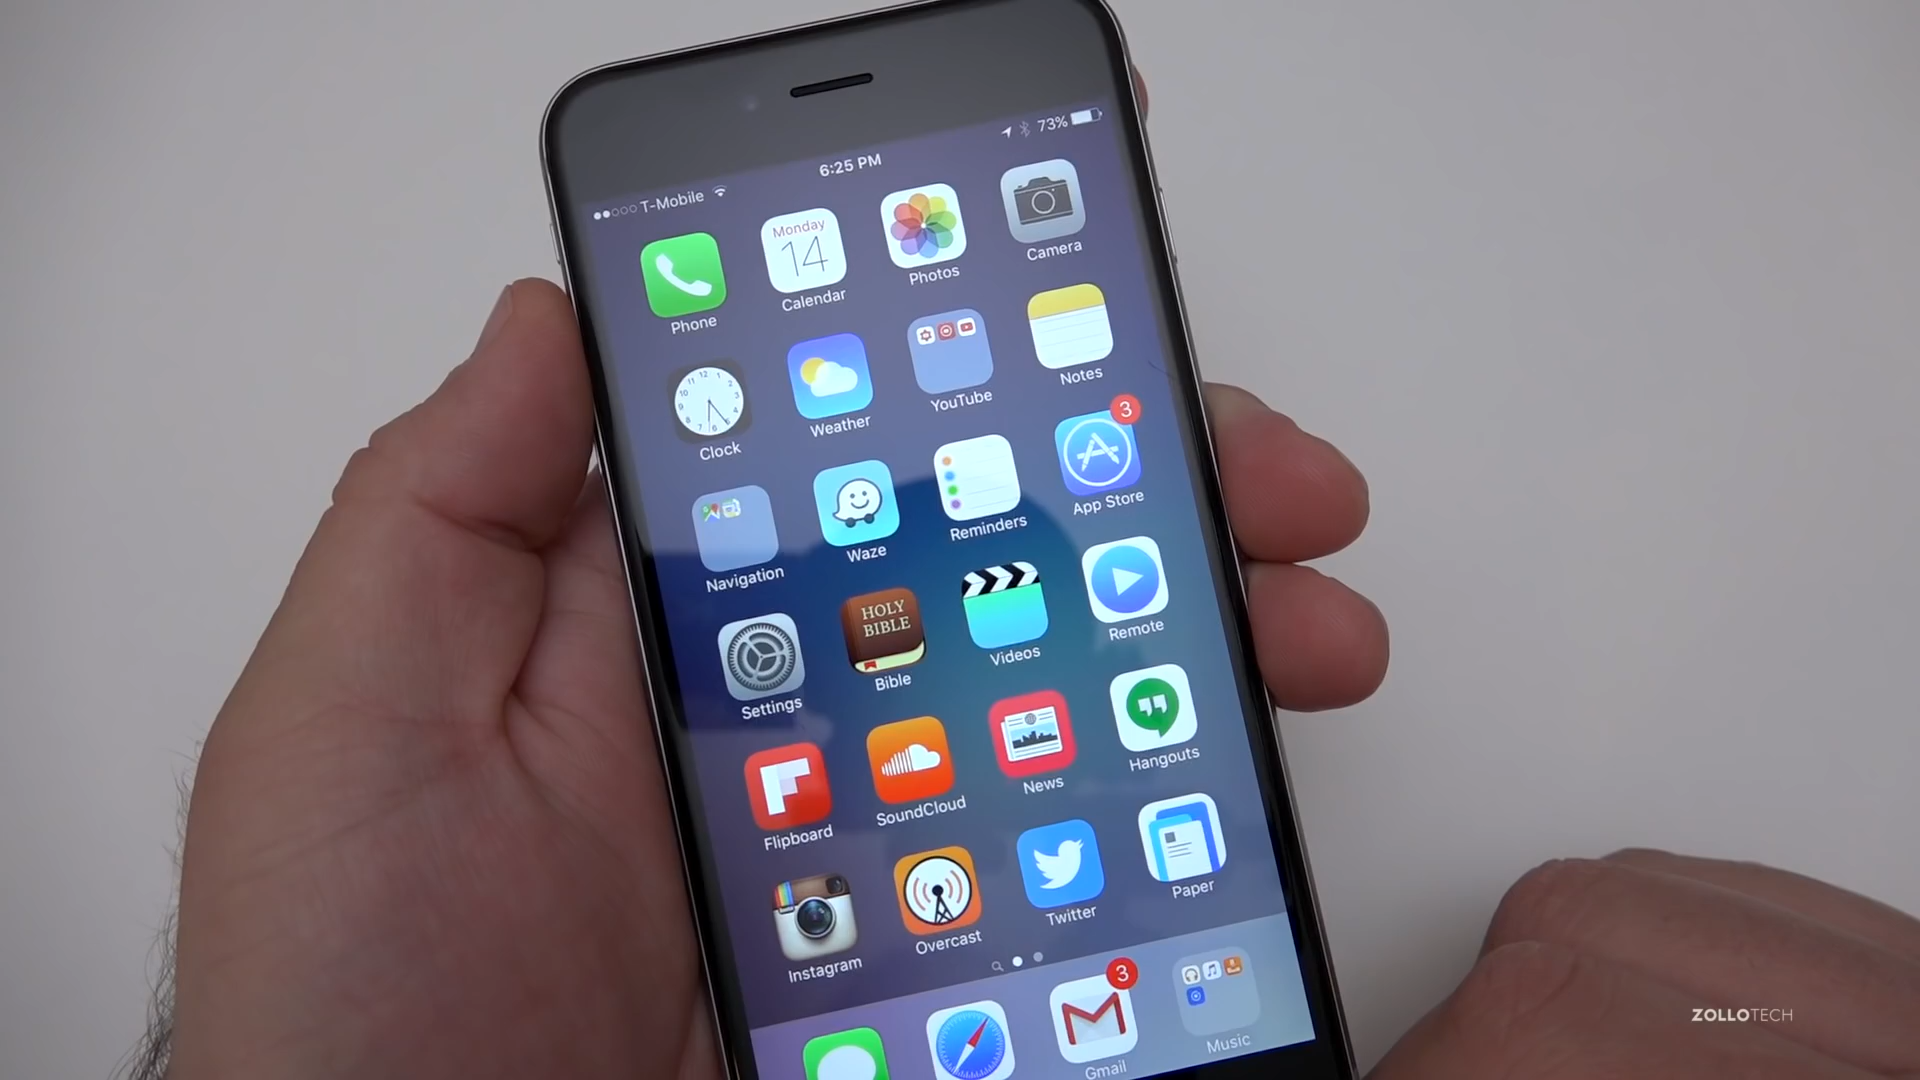 T-Mobile
6:25 PM
73%
Phone
Monday
14
Calendar
Photos
Camera
Clock
Weather
YouTube
Notes
Navigation
Waze
Reminders
3
App Store
Settings
HOLY
BIBLE
Bible
Videos
Remote
Flipboard
SoundCloud
News
Hangouts
Instagram
Overcast
Twitter
Paper
3
Gmail
Music
ZOLLOTECH